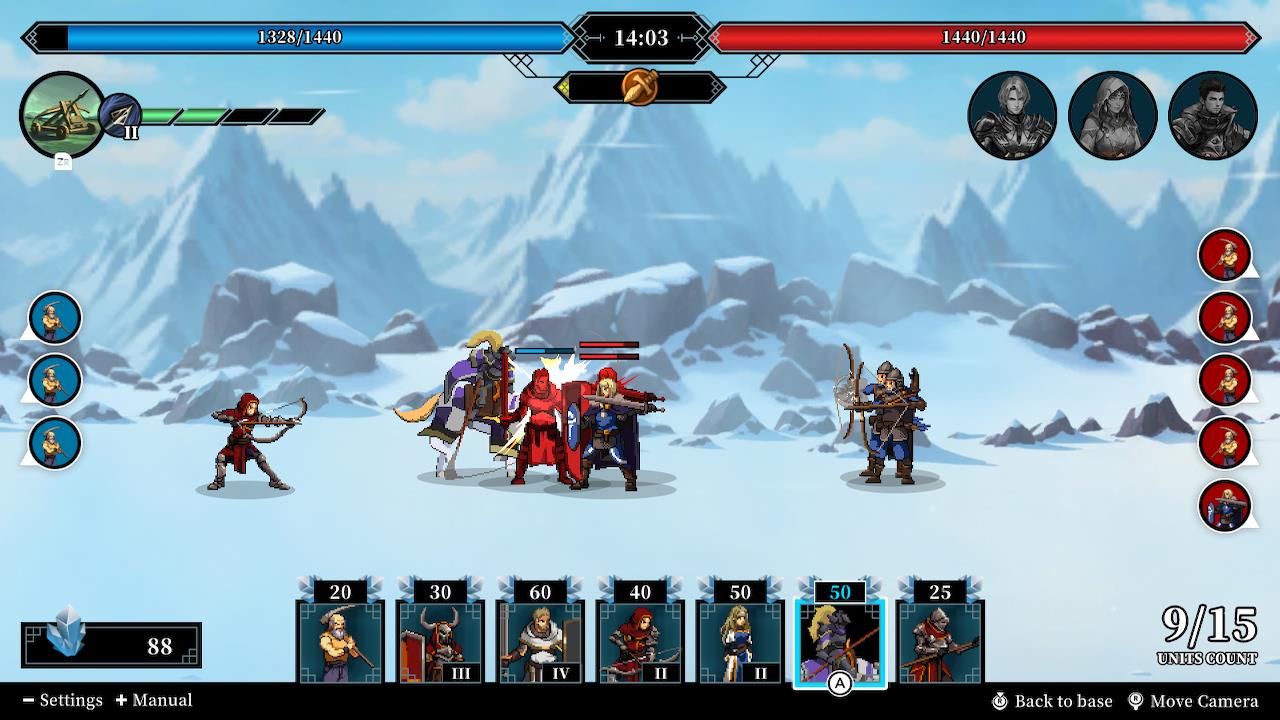 1328/1440
14:03
1440/1440
II
ZR
20
30
60
40
50
50
25
III
IV
II
II
A
88
9/15
UNITS COUNT
Settings
Manual
Back to base
R
Move Camera